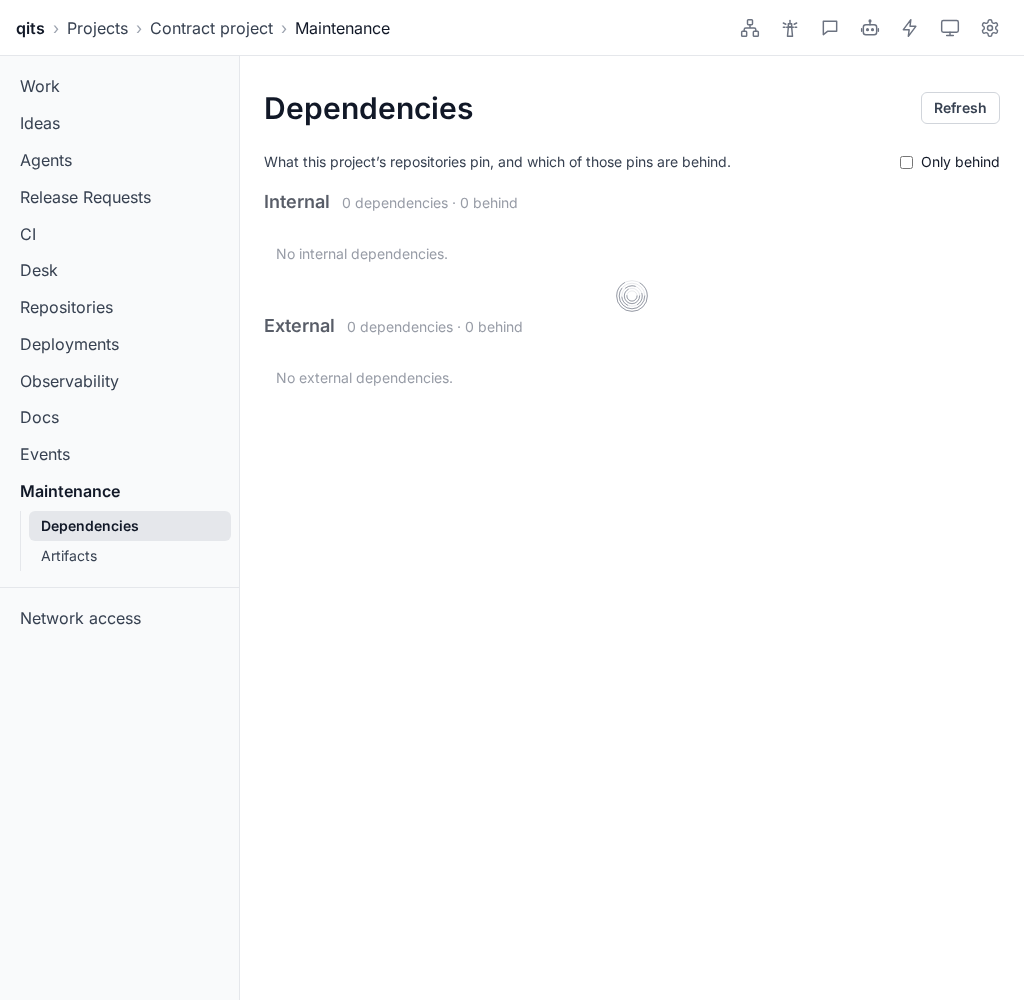 qits › Projects › Contract project › Maintenance
Work
Ideas
Agents
Release Requests
CI
Desk
Repositories
Deployments
Observability
Docs
Events
Maintenance
Dependencies
Artifacts
Network access
Dependencies
Refresh
What this project’s repositories pin, and which of those pins are behind.
Only behind
Internal 0 dependencies · 0 behind
No internal dependencies.
External 0 dependencies · 0 behind
No external dependencies.